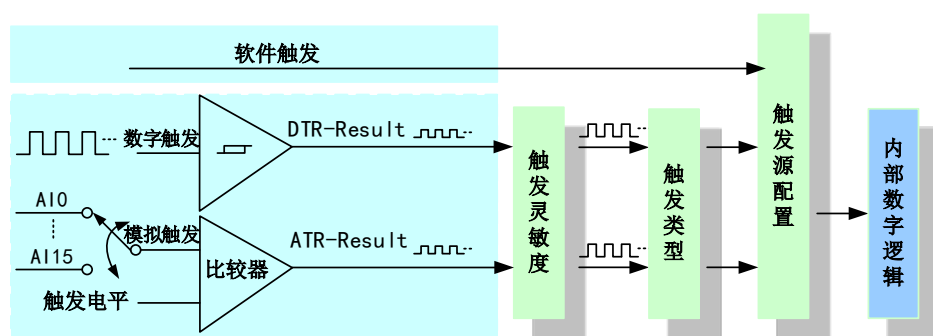 软件触发
数字触发
DTR-Result
AI0
模拟触发
AI15
触发电平
比较器
ATR-Result
触发灵敏度
触发类型
触发源配置
内部数字逻辑